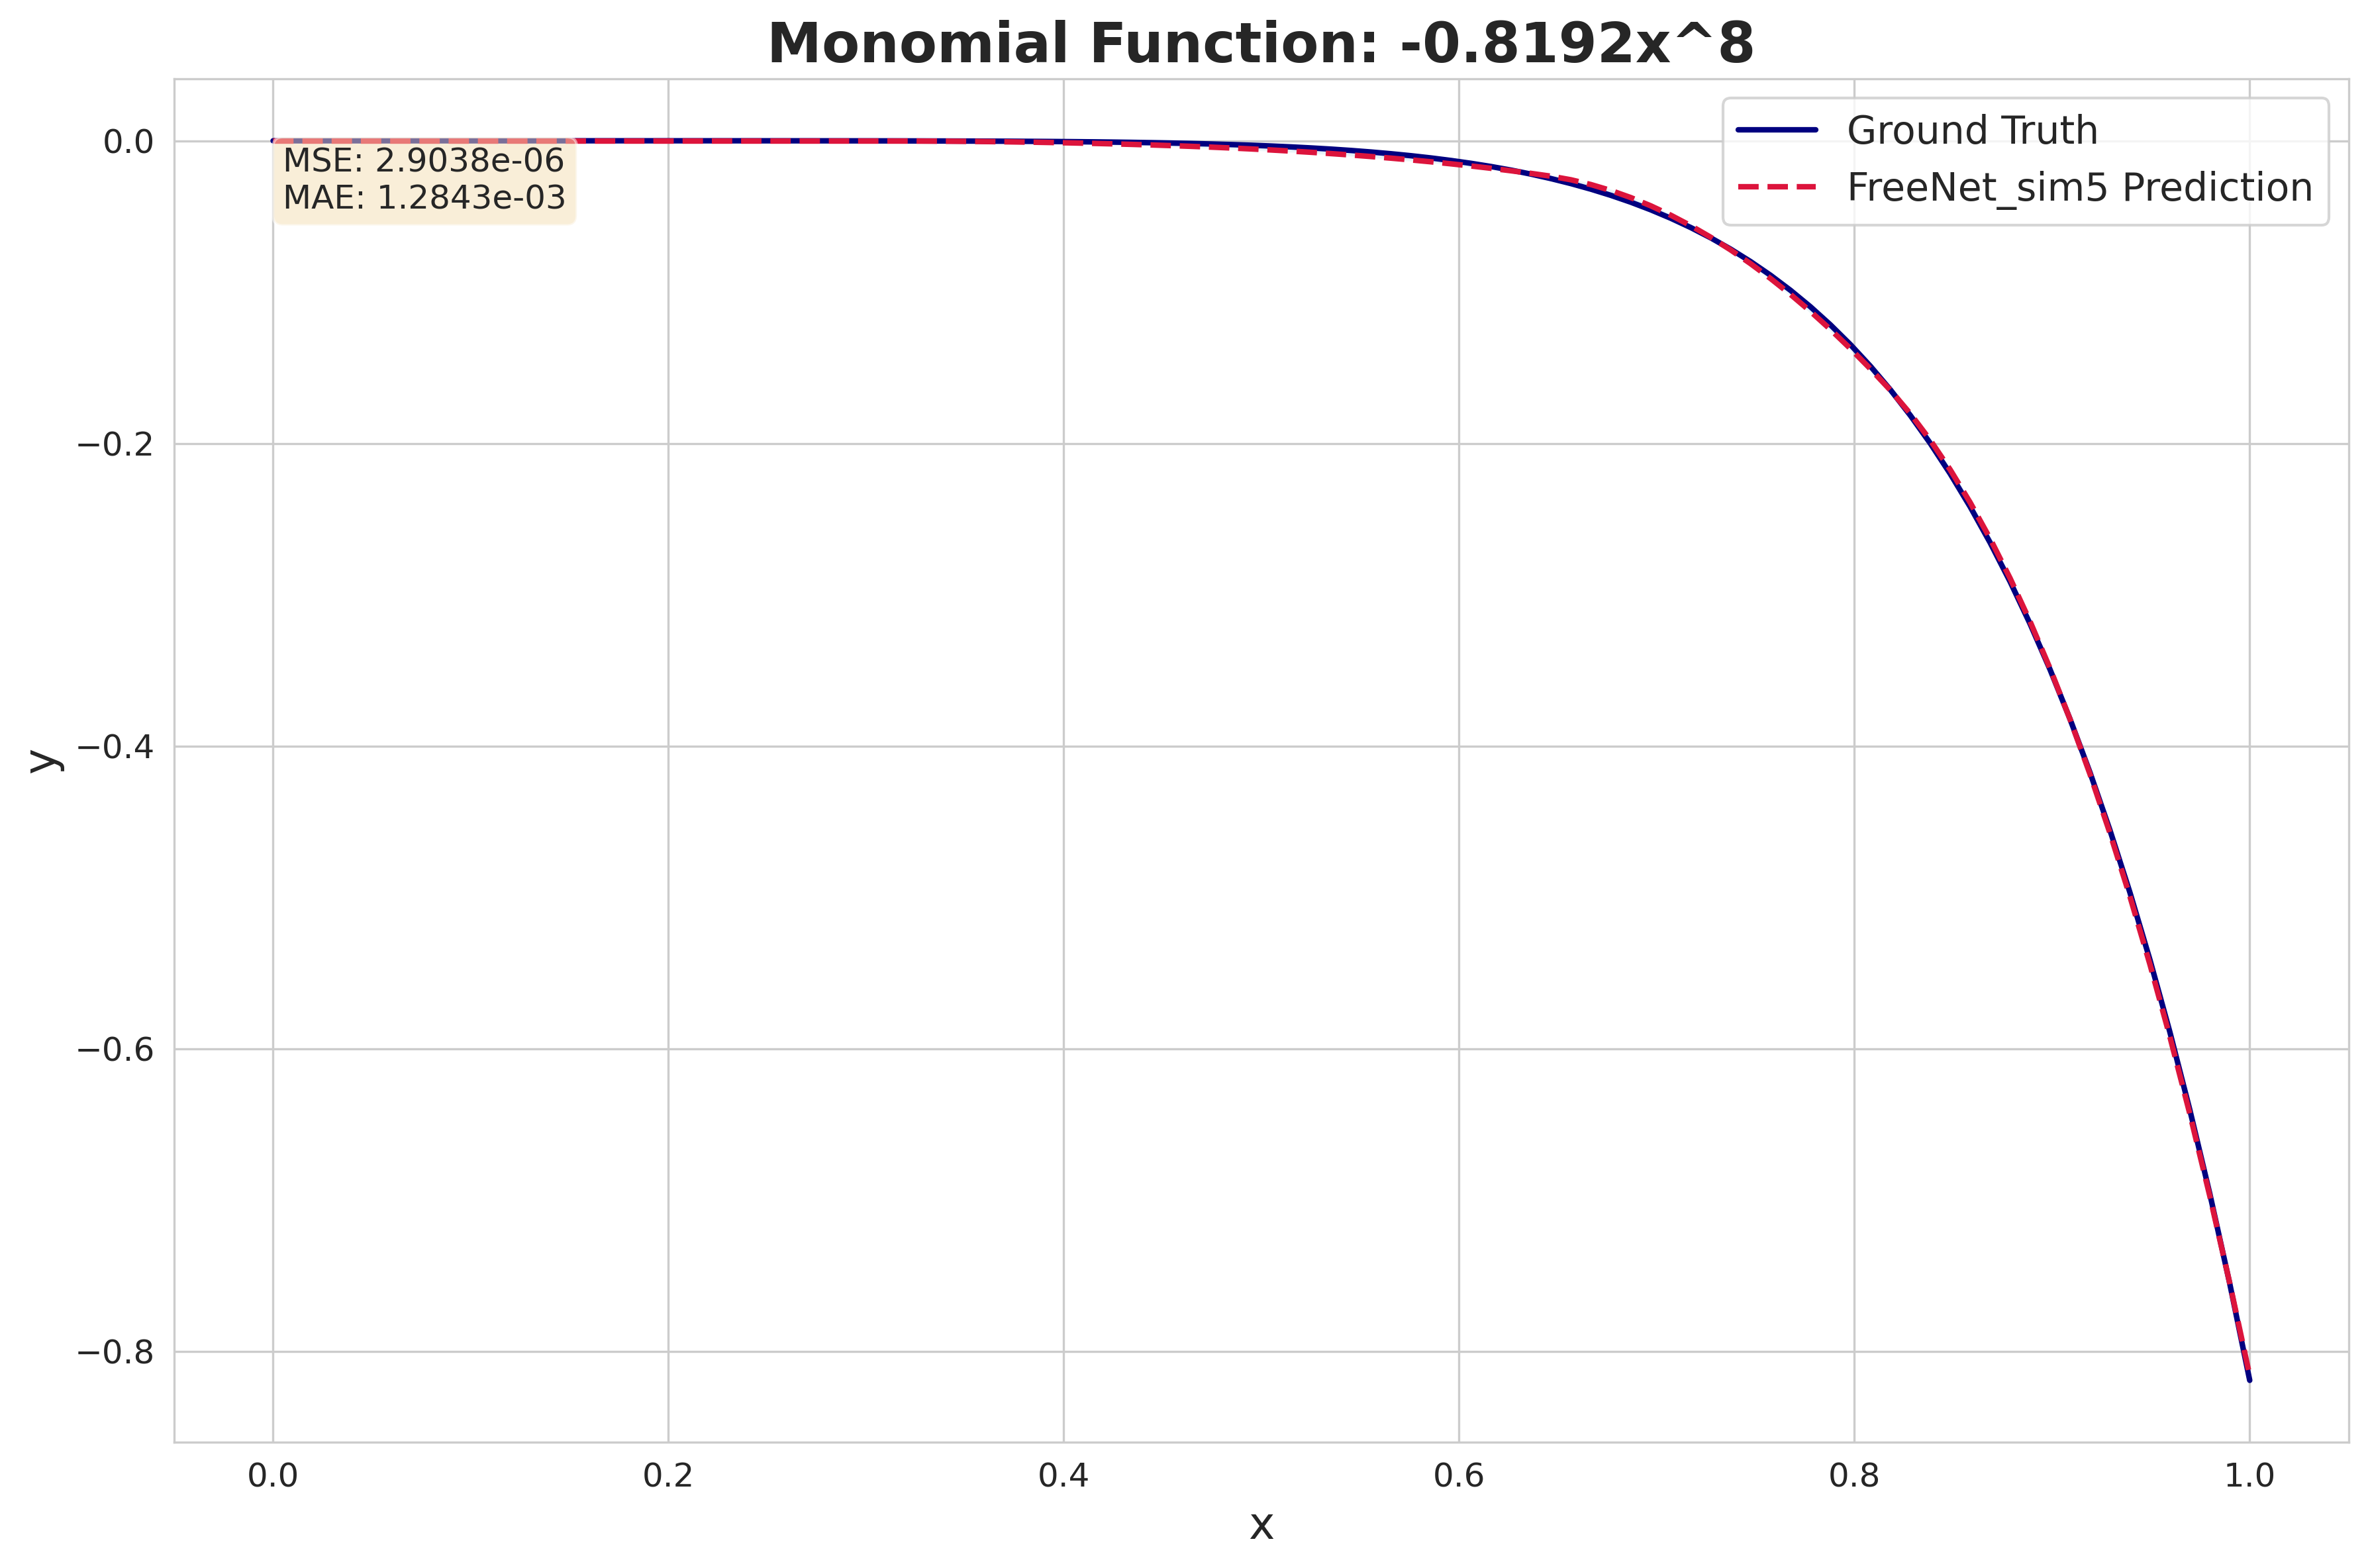 Monomial Function: -0.8192x^8
Ground Truth
FreeNet_sim5 Prediction
MSE: 2.9038e-06
MAE: 1.2843e-03
0.0
−0.2
−0.4
−0.6
−0.8
y
0.0 0.2 0.4 0.6 0.8 1.0
x